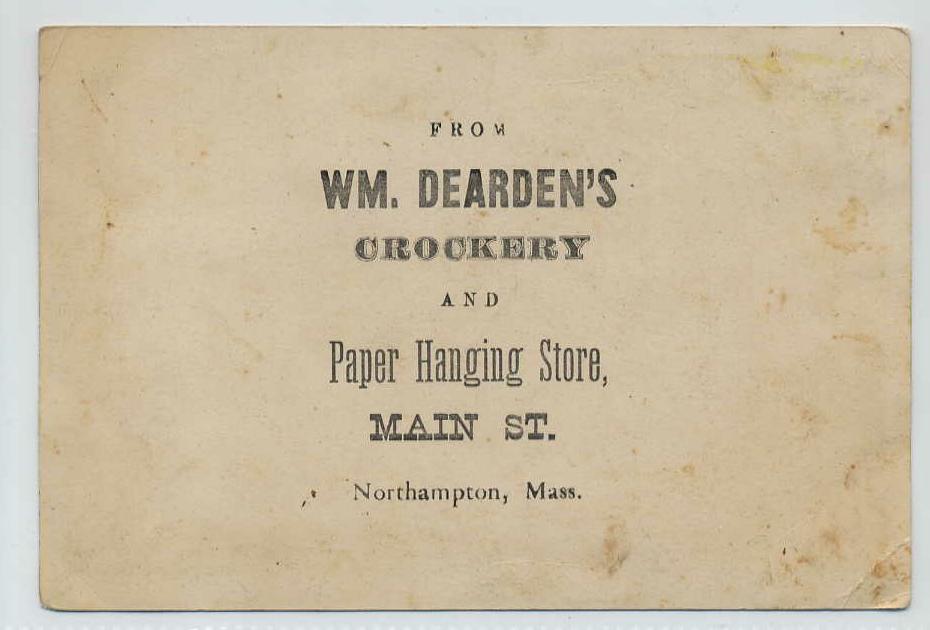 FROM
WM. DEARDEN'S
CROCKERY
AND
Paper Hanging Store,
MAIN ST.
Northampton, Mass.